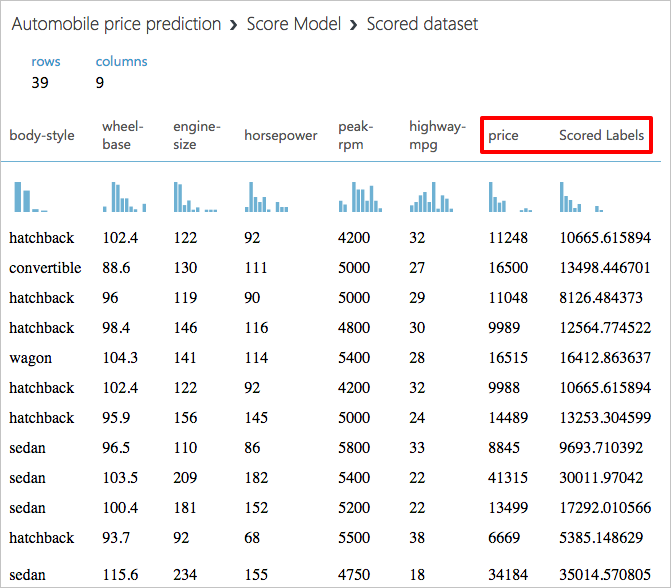 Automobile price prediction › Score Model › Scored dataset
rows columns
39 9
body-style wheel-base engine-size horsepower peak-rpm highway-mpg price Scored Labels
hatchback 102.4 122 92 4200 32 11248 10665.615894
convertible 88.6 130 111 5000 27 16500 13498.446701
hatchback 96 119 90 5000 29 11048 8126.484373
hatchback 98.4 146 116 4800 30 9989 12564.774522
wagon 104.3 141 114 5400 28 16515 16412.863637
hatchback 102.4 122 92 4200 32 9988 10665.615894
hatchback 95.9 156 145 5000 24 14489 13253.304599
sedan 96.5 110 86 5800 33 8845 9693.710392
sedan 103.5 209 182 5400 22 41315 30011.97042
sedan 100.4 181 152 5200 22 13499 17292.010566
hatchback 93.7 92 68 5500 38 6669 5385.148629
sedan 115.6 234 155 4750 18 34184 35014.570805